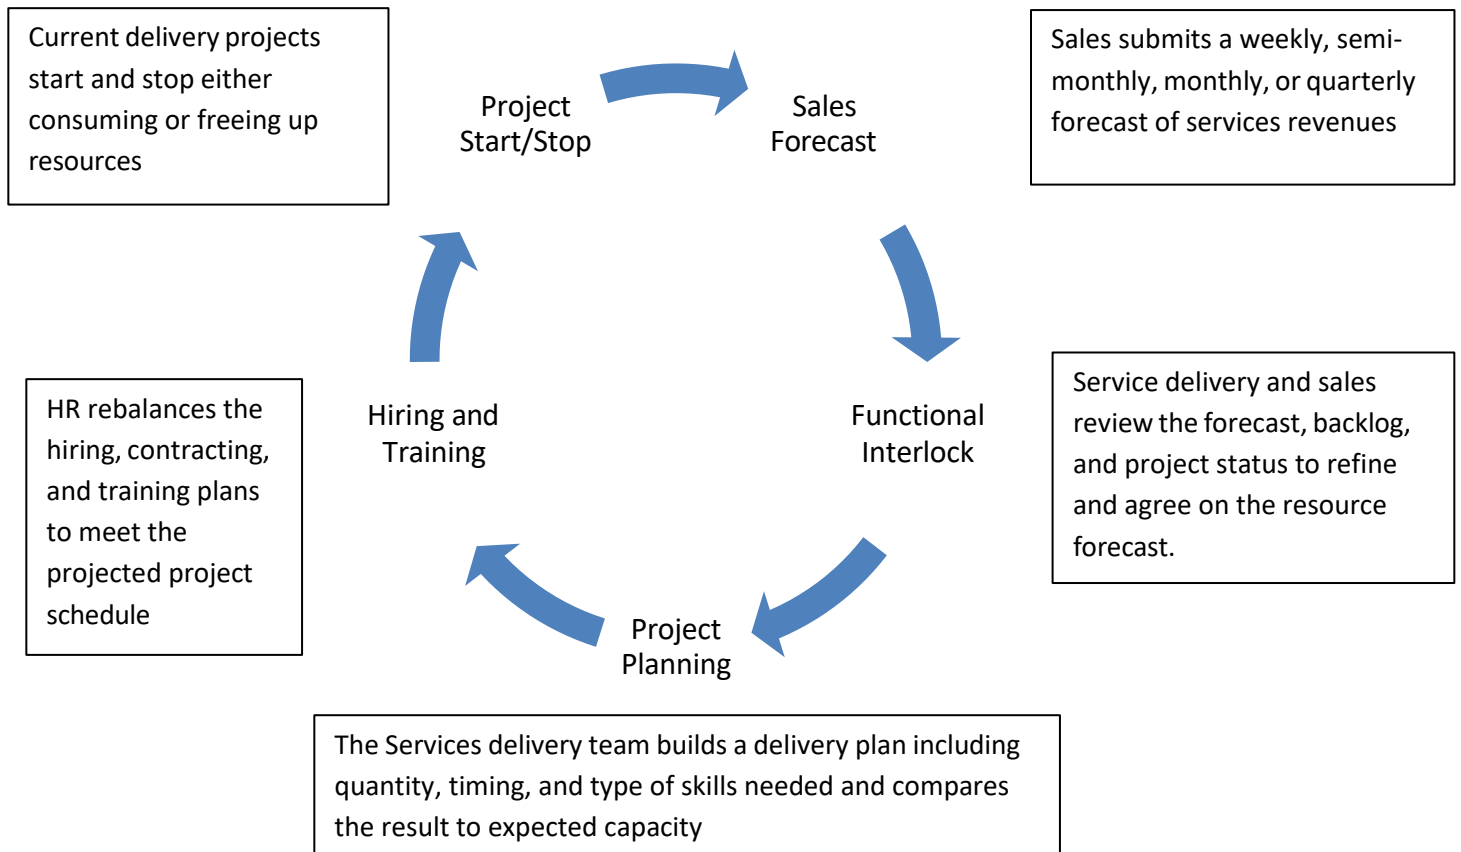 Current delivery projects
start and stop either
consuming or freeing up
resources
Project
Start/Stop
Sales
Forecast
Sales submits a weekly, semi-
monthly, monthly, or quarterly
forecast of services revenues
HR rebalances the
hiring, contracting,
and training plans
to meet the
projected project
schedule
Hiring and
Training
Functional
Interlock
Service delivery and sales
review the forecast, backlog,
and project status to refine
and agree on the resource
forecast.
Project
Planning
The Services delivery team builds a delivery plan including
quantity, timing, and type of skills needed and compares
the result to expected capacity